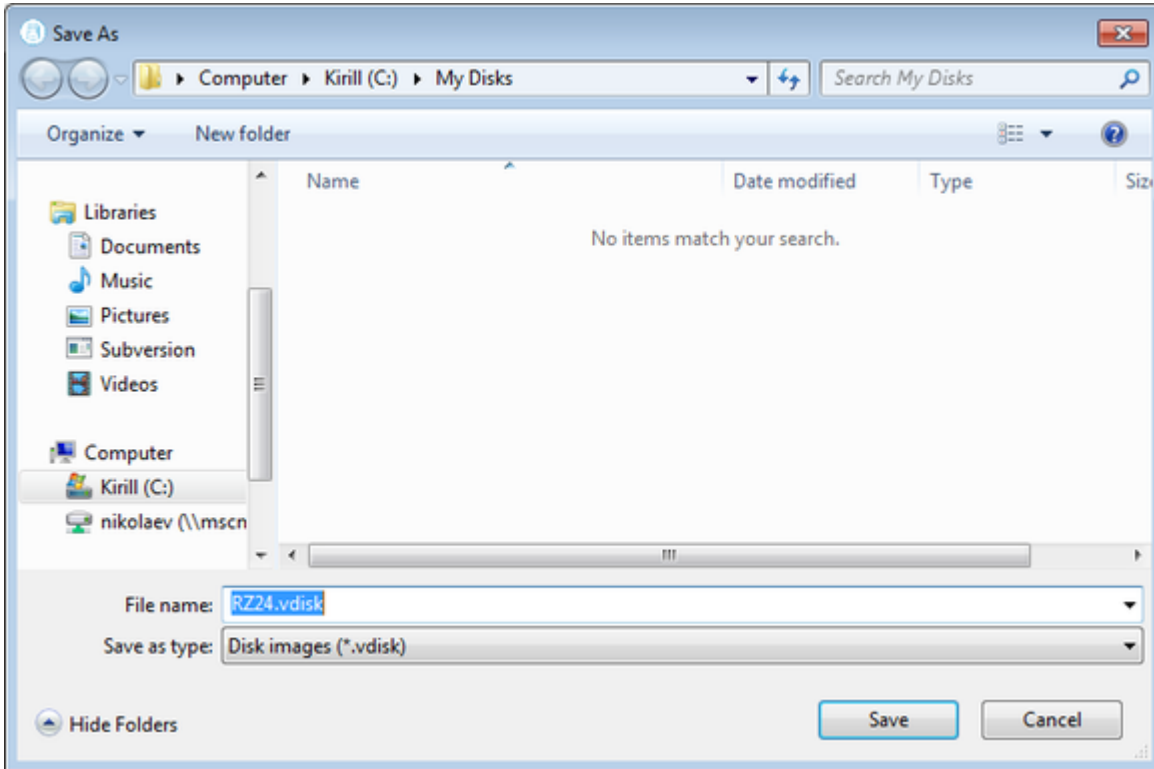 Save As
Computer Kirill (C:) My Disks
Search My Disks
Organize New folder
Name Date modified Type Siz
No items match your search.
Libraries
Documents
Music
Pictures
Subversion
Videos
Computer
Kirill (C:)
nikolaev (\\mscn
File name: RZ24.vdisk
Save as type: Disk images (*.vdisk)
Hide Folders
Save
Cancel